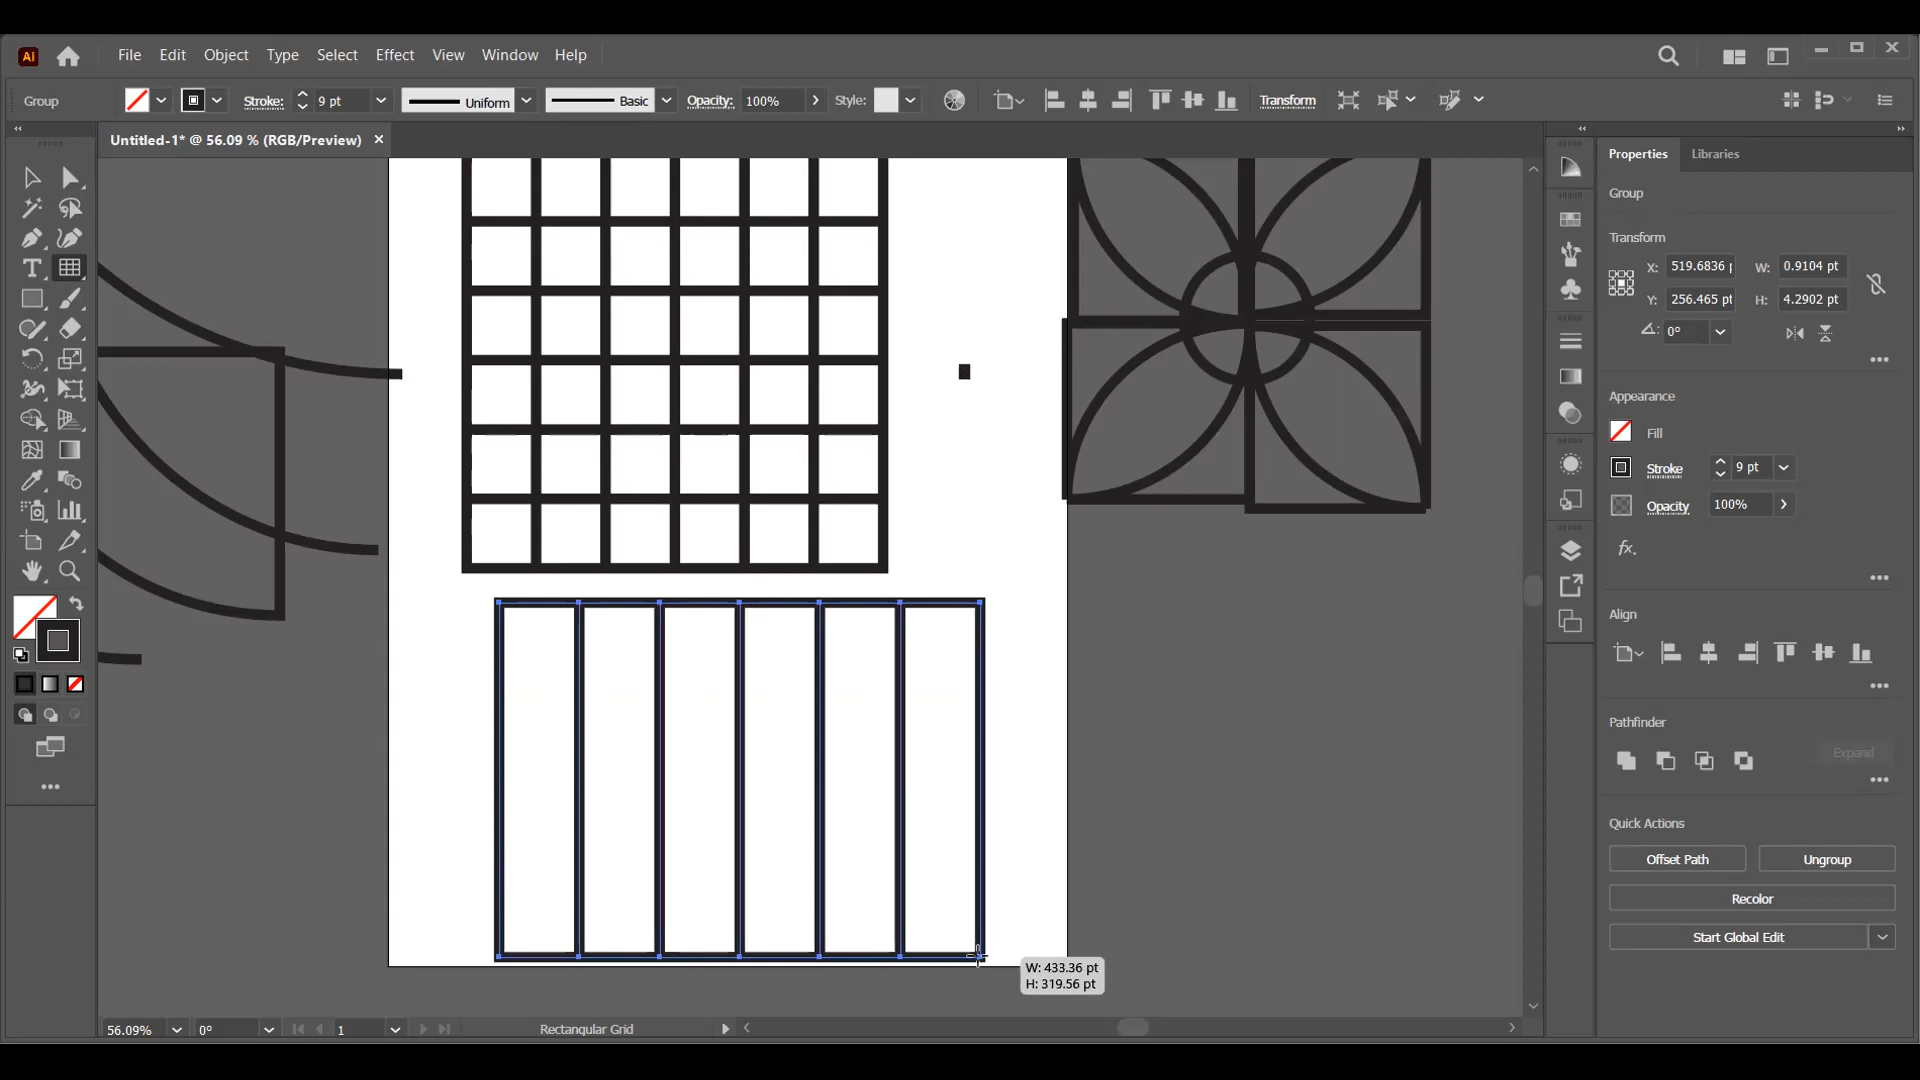 Ai File Edit Object Type Select Effect View Window Help
Group Stroke: 9 pt Uniform Basic Opacity: 100% Style: Transform
Untitled-1* @ 56.09 % (RGB/Preview)
Properties Libraries
Group
Transform
X: 519.6836 W: 0.9104 pt
Y: 256.465 pt H: 4.2902 pt
0°
Appearance
Fill
Stroke 9 pt
Opacity 100%
fx.
Align
Pathfinder
Expand
Quick Actions
Offset Path Ungroup
Recolor
Start Global Edit
W: 433.36 pt
H: 319.56 pt
56.09% 0° 1 Rectangular Grid